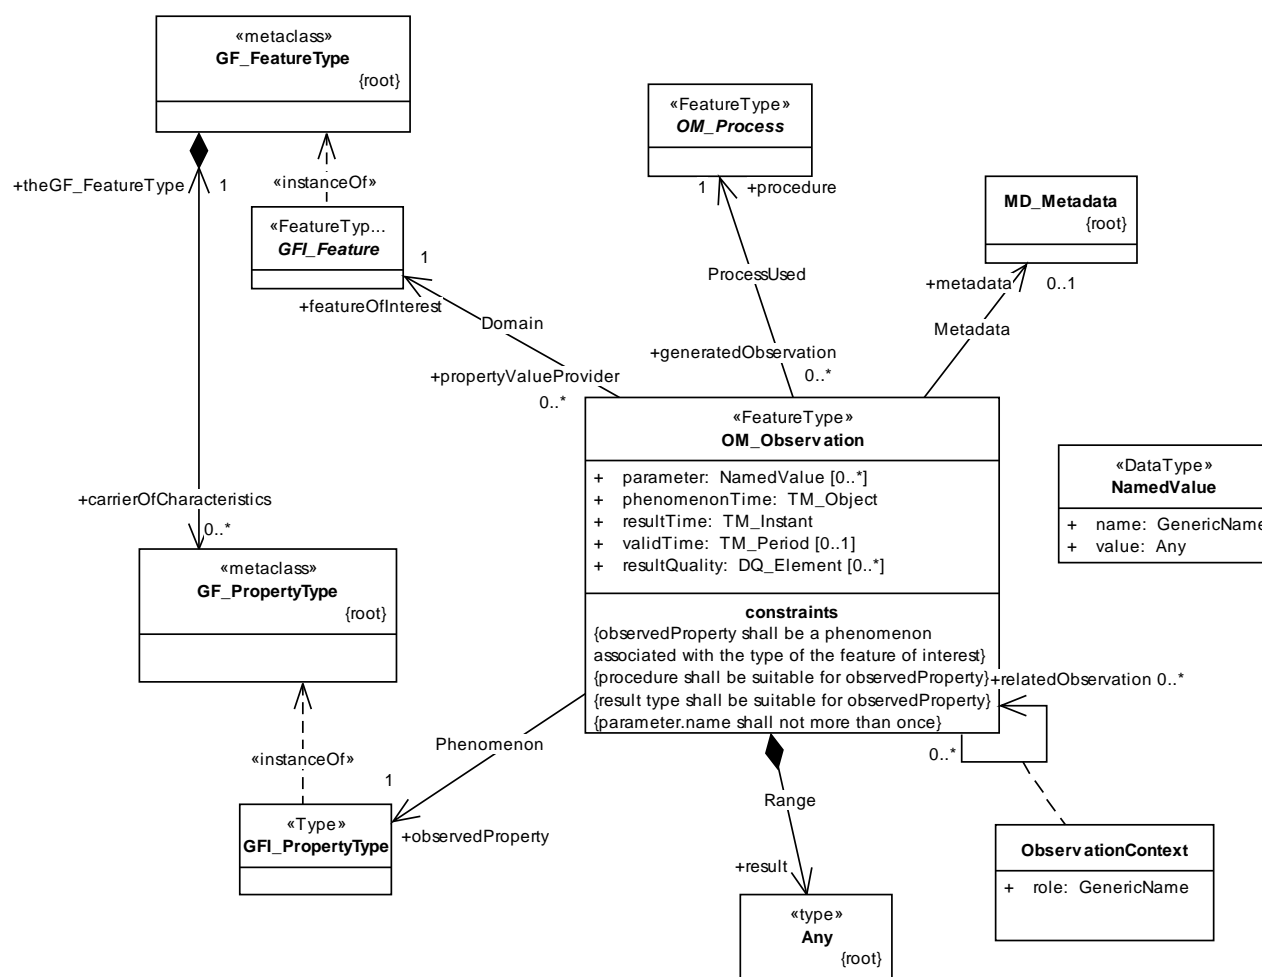 «metaclass»
GF_FeatureType
{root}
+theGF_FeatureType 1
«instanceOf»
«FeatureTyp...
GFI_Feature
1
+featureOfInterest
Domain
+propertyValueProvider
0..*
«FeatureType»
OM_Process
1 +procedure
ProcessUsed
+generatedObservation
0..*
MD_Metadata
{root}
+metadata 0..1
Metadata
+carrierOfCharacteristics
0..*
«metaclass»
GF_PropertyType
{root}
«instanceOf»
«Type»
GFI_PropertyType
Phenomenon
1
+observedProperty
«FeatureType»
OM_Observation
+ parameter: NamedValue [0..*]
+ phenomenonTime: TM_Object
+ resultTime: TM_Instant
+ validTime: TM_Period [0..1]
+ resultQuality: DQ_Element [0..*]
constraints
{observedProperty shall be a phenomenon
associated with the type of the feature of interest}
{procedure shall be suitable for observedProperty}
{result type shall be suitable for observedProperty}
{parameter.name shall not more than once}
«DataType»
NamedValue
+ name: GenericName
+ value: Any
+relatedObservation 0..*
0..*
Range
+result
«type»
Any
{root}
ObservationContext
+ role: GenericName